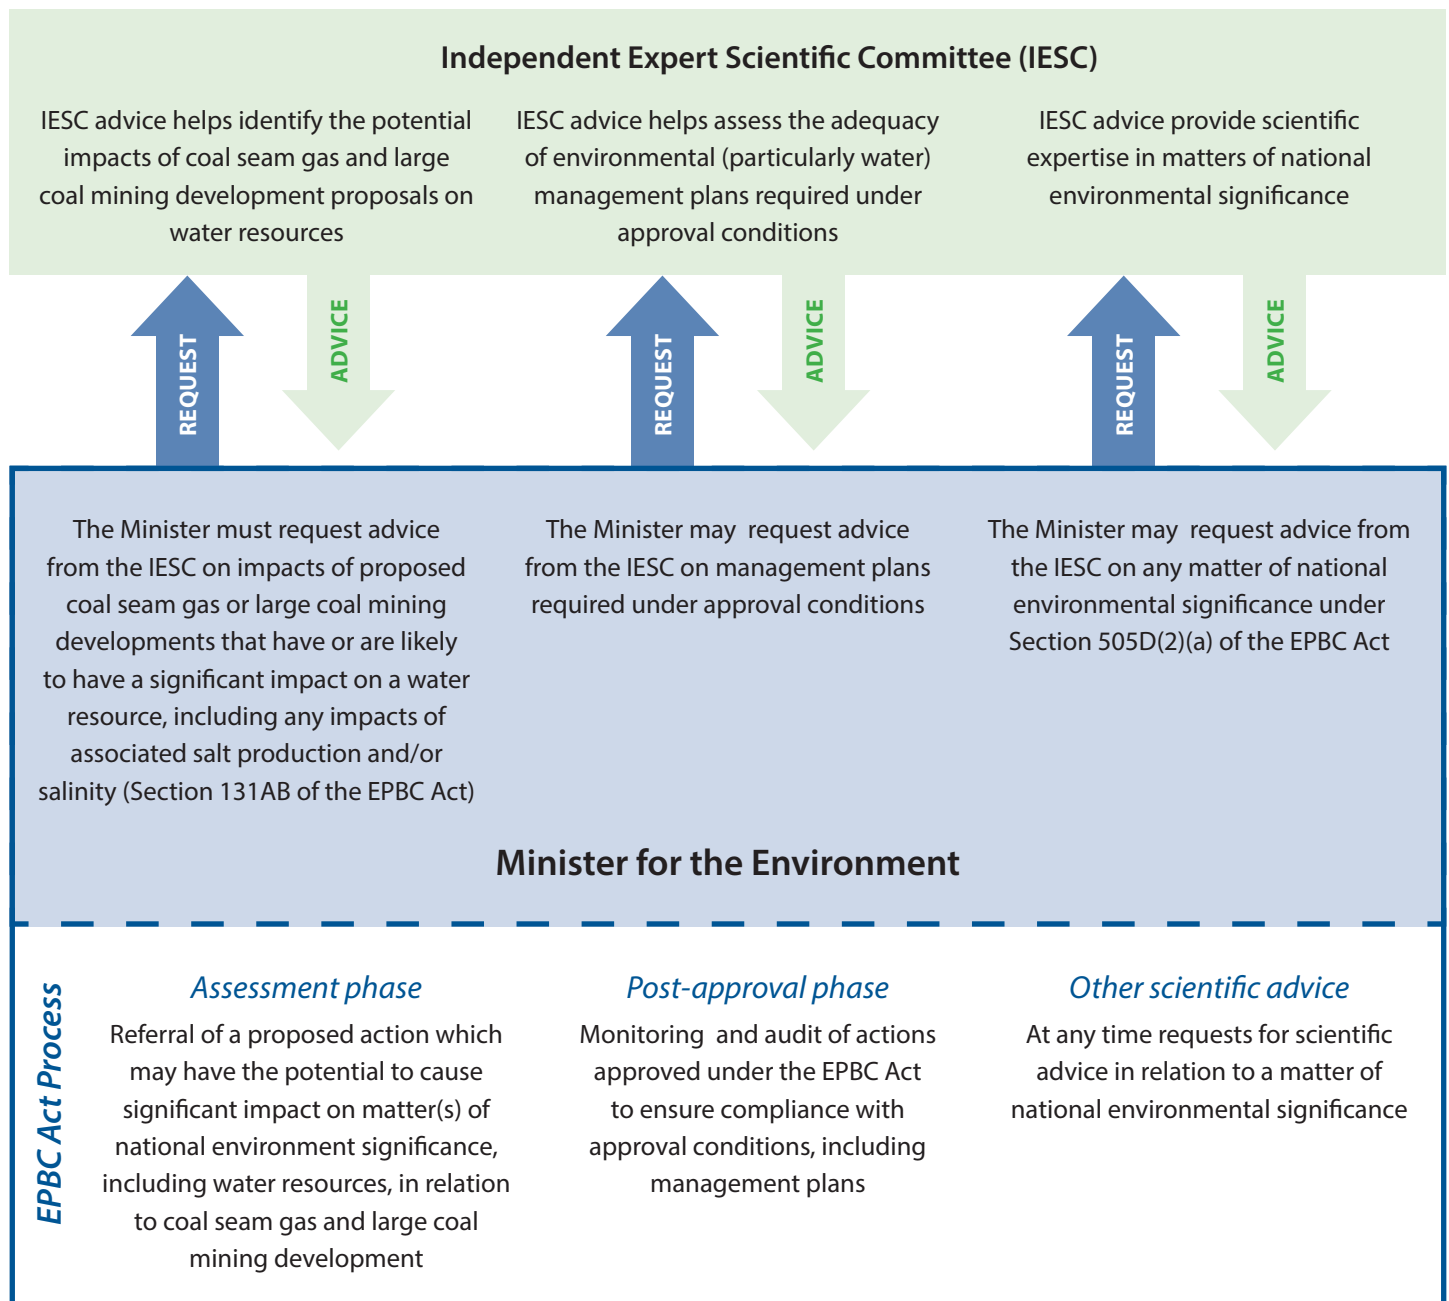 Independent Expert Scientific Committee (IESC)
IESC advice helps identify the potential
impacts of coal seam gas and large
coal mining development proposals on
water resources
IESC advice helps assess the adequacy
of environmental (particularly water)
management plans required under
approval conditions
IESC advice provide scientific
expertise in matters of national
environmental significance
REQUEST
ADVICE
REQUEST
ADVICE
REQUEST
ADVICE
The Minister must request advice
from the IESC on impacts of proposed
coal seam gas or large coal mining
developments that have or are likely
to have a significant impact on a water
resource, including any impacts of
associated salt production and/or
salinity (Section 131AB of the EPBC Act)
The Minister may request advice
from the IESC on management plans
required under approval conditions
The Minister may request advice from
the IESC on any matter of national
environmental significance under
Section 505D(2)(a) of the EPBC Act
Minister for the Environment
EPBC Act Process
Assessment phase
Referral of a proposed action which
may have the potential to cause
significant impact on matter(s) of
national environment significance,
including water resources, in relation
to coal seam gas and large coal
mining development
Post-approval phase
Monitoring and audit of actions
approved under the EPBC Act
to ensure compliance with
approval conditions, including
management plans
Other scientific advice
At any time requests for scientific
advice in relation to a matter of
national environmental significance